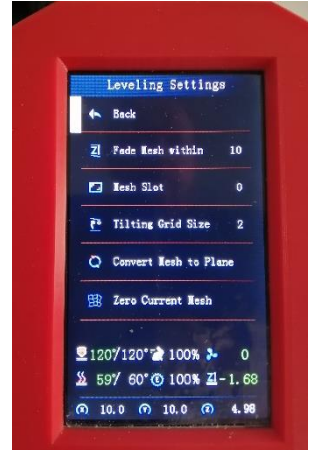 Leveling Settings
Back
Fade Mesh within 10
Mesh Slot 0
Tilting Grid Size 2
Convert Mesh to Plane
Zero Current Mesh
120°/120° 100% 0
59°/ 60° E 100% Z -1.68
X 10.0 Y 10.0 Z 4.98